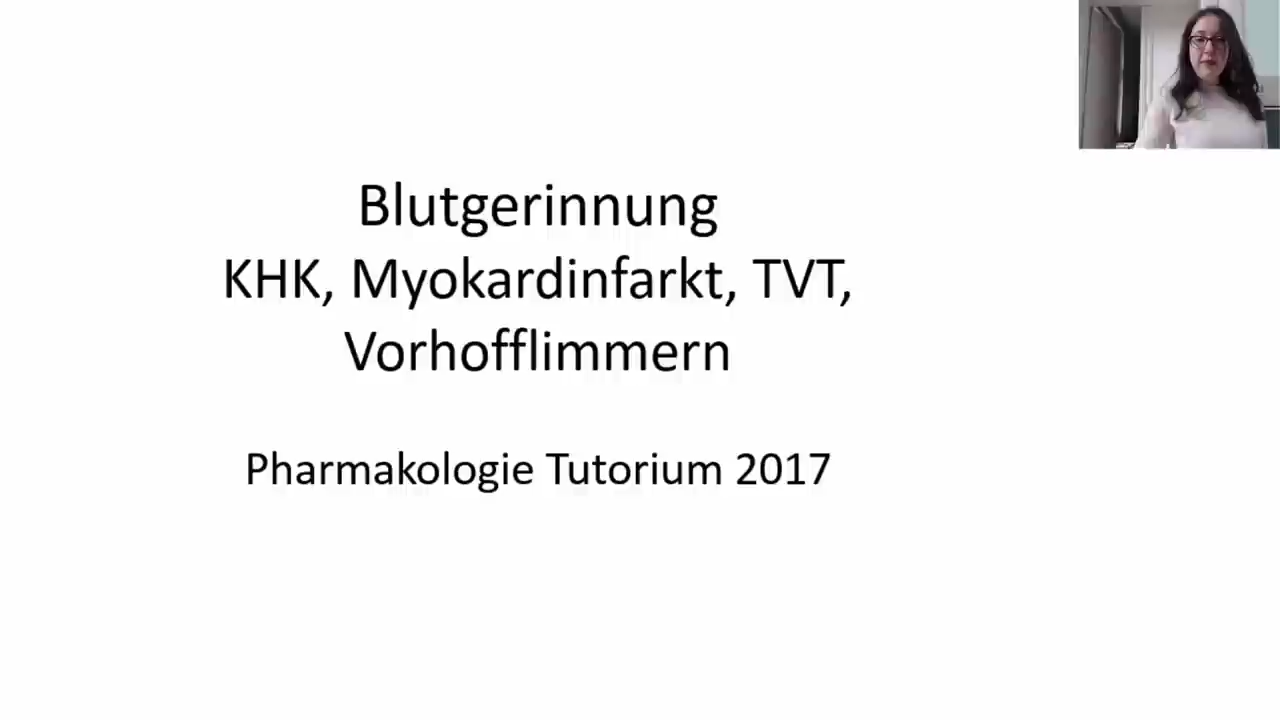 Blutgerinnung
KHK, Myokardinfarkt, TVT,
Vorhofflimmern
Pharmakologie Tutorium 2017